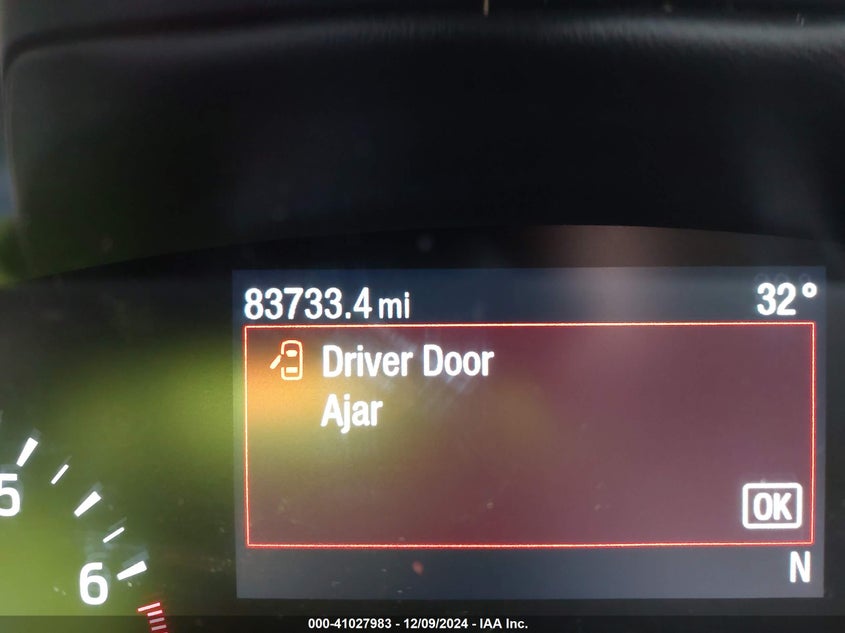 83733.4 mi 32°
Driver Door
Ajar
OK
N
5
6
000-41027983 - 12/09/2024 - IAA Inc.